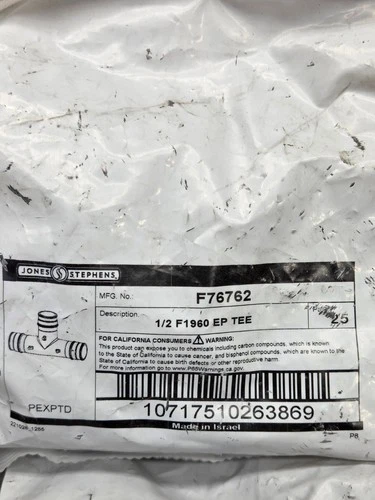 JONES STEPHENS
MFG. No.: F76762
Description: 1/2 F1960 EP TEE
25
FOR CALIFORNIA CONSUMERS ⚠ WARNING:
This product can expose you to chemicals including carbon compounds, which are known
to the State of California to cause cancer, and bisphenol compounds, which are known to the
State of California to cause birth defects or other reproductive harm.
For more information go to www.P65Warnings.ca.gov.
PEXPTD
10717510263869
Made in Israel
P8